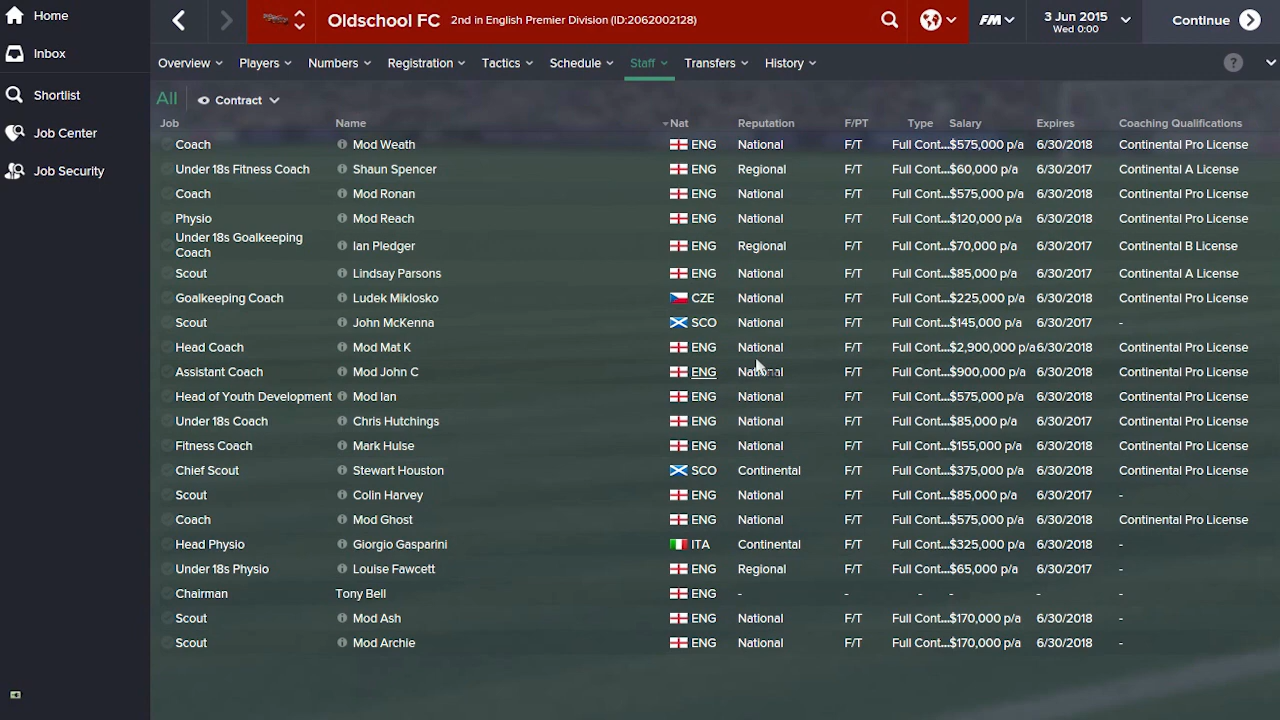 Home
Inbox
Shortlist
Job Center
Job Security
Oldschool FC 2nd in English Premier Division (ID:2062002128) FM 3 Jun 2015 Wed 0:00 Continue
Overview Players Numbers Registration Tactics Schedule Staff Transfers History ?
All Contract
Job Name Nat Reputation F/PT Type Salary Expires Coaching Qualifications
Coach Mod Weath ENG National F/T Full Cont...$575,000 p/a 6/30/2018 Continental Pro License
Under 18s Fitness Coach Shaun Spencer ENG Regional F/T Full Cont...$60,000 p/a 6/30/2017 Continental A License
Coach Mod Ronan ENG National F/T Full Cont...$575,000 p/a 6/30/2018 Continental Pro License
Physio Mod Reach ENG National F/T Full Cont...$120,000 p/a 6/30/2018 Continental Pro License
Under 18s Goalkeeping Coach Ian Pledger ENG Regional F/T Full Cont...$70,000 p/a 6/30/2017 Continental B License
Scout Lindsay Parsons ENG National F/T Full Cont...$85,000 p/a 6/30/2017 Continental A License
Goalkeeping Coach Ludek Miklosko CZE National F/T Full Cont...$225,000 p/a 6/30/2018 Continental Pro License
Scout John McKenna SCO National F/T Full Cont...$145,000 p/a 6/30/2017 -
Head Coach Mod Mat K ENG National F/T Full Cont...$2,900,000 p/a 6/30/2018 Continental Pro License
Assistant Coach Mod John C ENG National F/T Full Cont...$900,000 p/a 6/30/2018 Continental Pro License
Head of Youth Development Mod Ian ENG National F/T Full Cont...$575,000 p/a 6/30/2018 Continental Pro License
Under 18s Coach Chris Hutchings ENG National F/T Full Cont...$85,000 p/a 6/30/2017 Continental Pro License
Fitness Coach Mark Hulse ENG National F/T Full Cont...$155,000 p/a 6/30/2018 Continental Pro License
Chief Scout Stewart Houston SCO Continental F/T Full Cont...$375,000 p/a 6/30/2018 Continental Pro License
Scout Colin Harvey ENG National F/T Full Cont...$85,000 p/a 6/30/2017 -
Coach Mod Ghost ENG National F/T Full Cont...$575,000 p/a 6/30/2018 Continental Pro License
Head Physio Giorgio Gasparini ITA Continental F/T Full Cont...$325,000 p/a 6/30/2018 -
Under 18s Physio Louise Fawcett ENG Regional F/T Full Cont...$65,000 p/a 6/30/2017 -
Chairman Tony Bell ENG - - - - - -
Scout Mod Ash ENG National F/T Full Cont...$170,000 p/a 6/30/2018 -
Scout Mod Archie ENG National F/T Full Cont...$170,000 p/a 6/30/2018 -